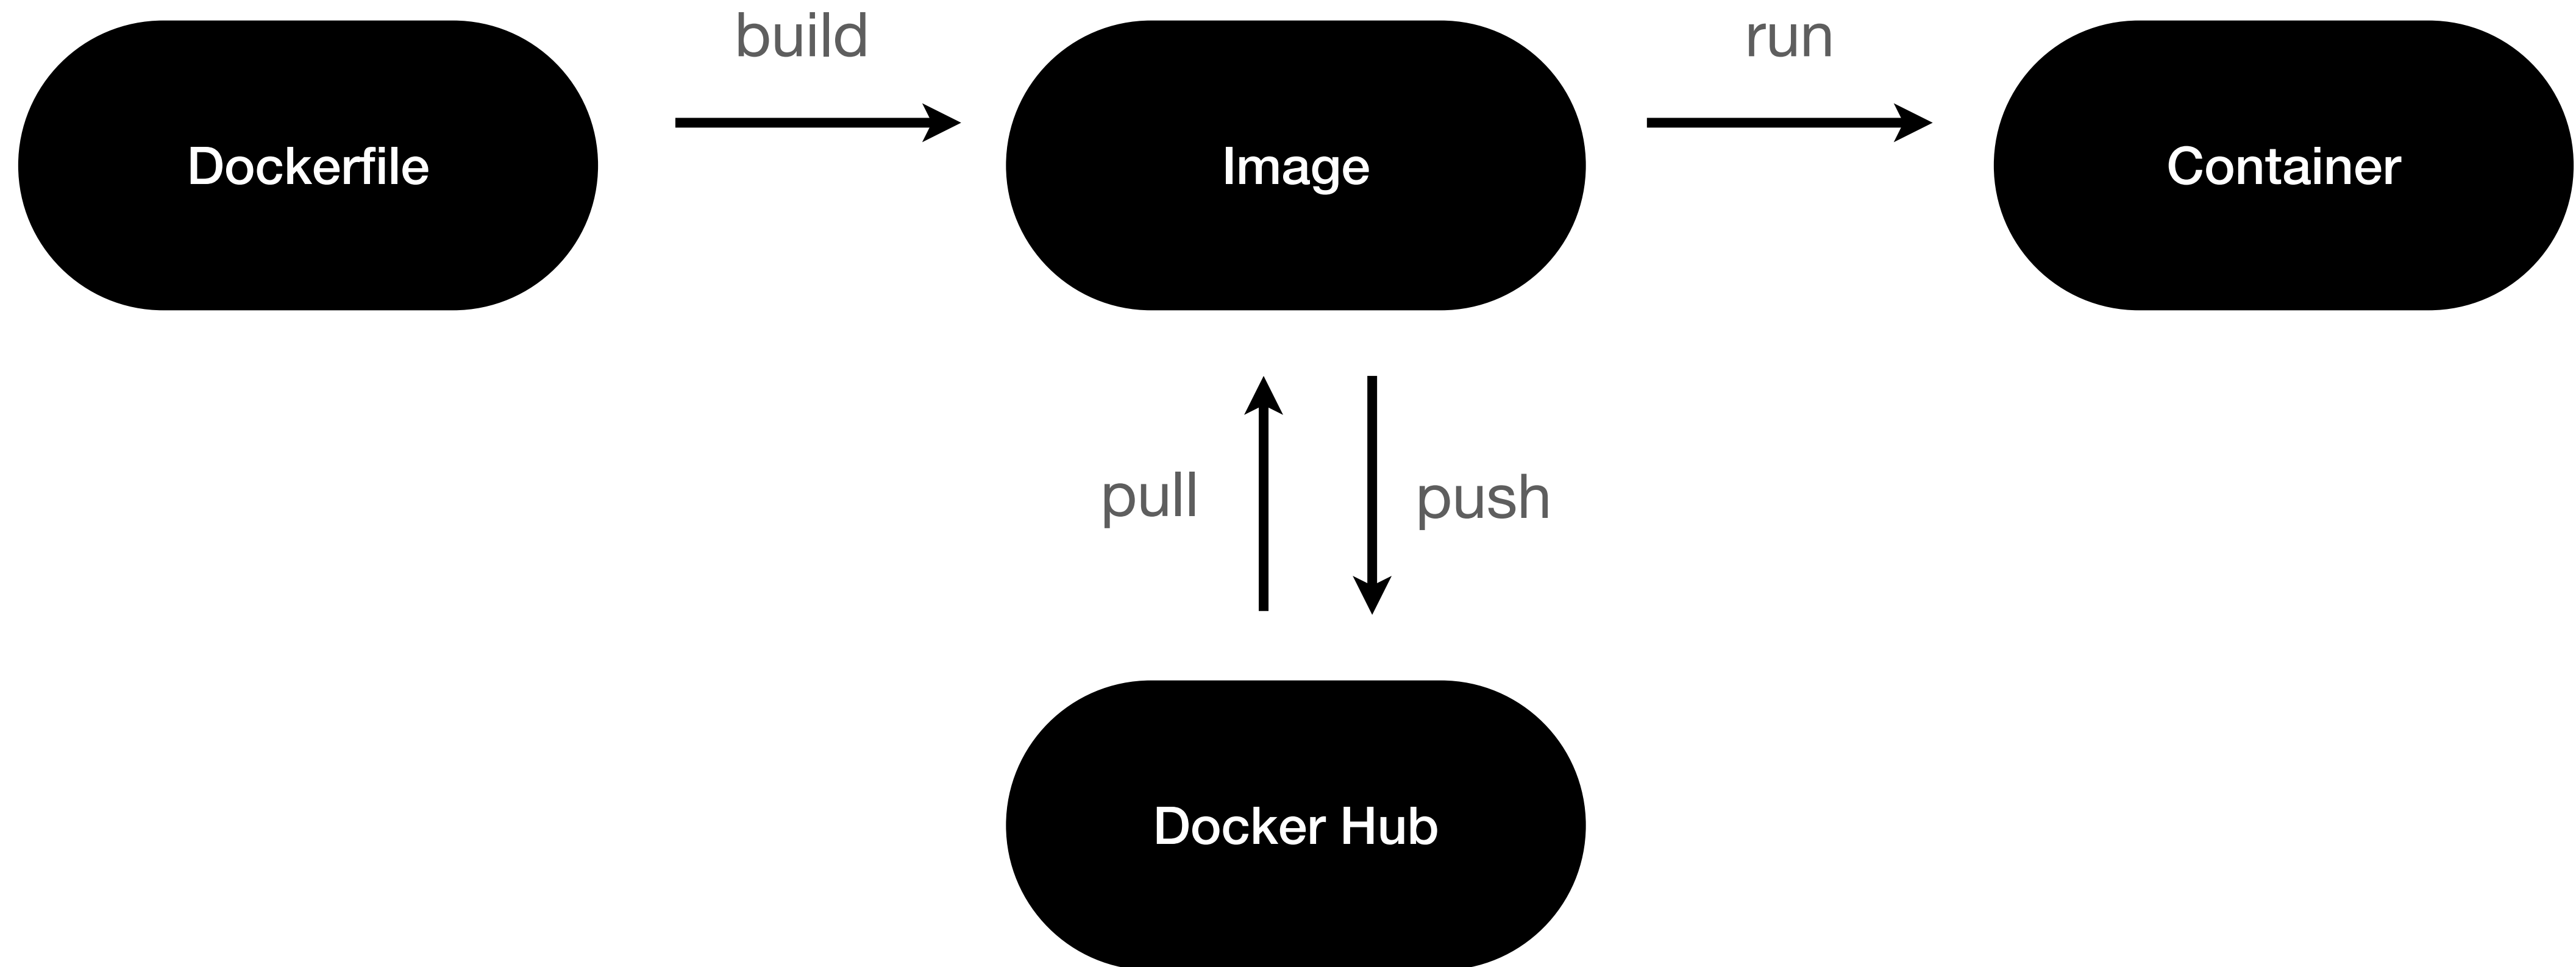 build
run
Dockerfile
Image
Container
pull
push
Docker Hub